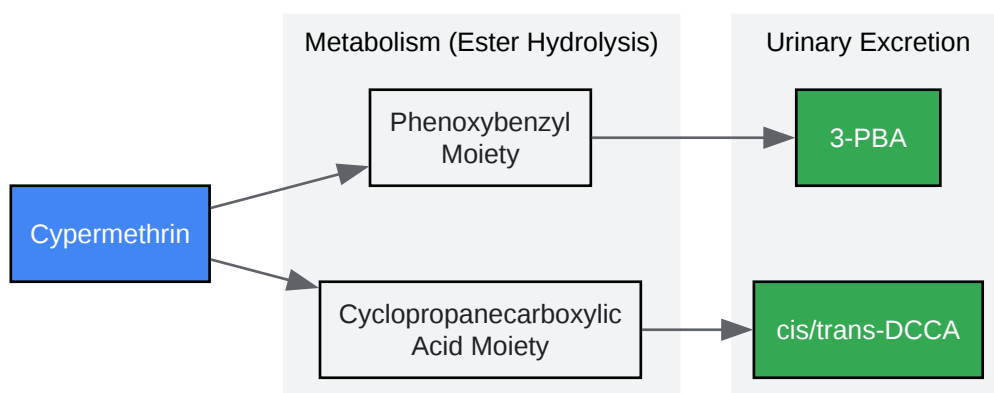 Metabolism (Ester Hydrolysis)
Urinary Excretion
Phenoxybenzyl
Moiety
3-PBA
Cypermethrin
Cyclopropanecarboxylic
Acid Moiety
cis/trans-DCCA